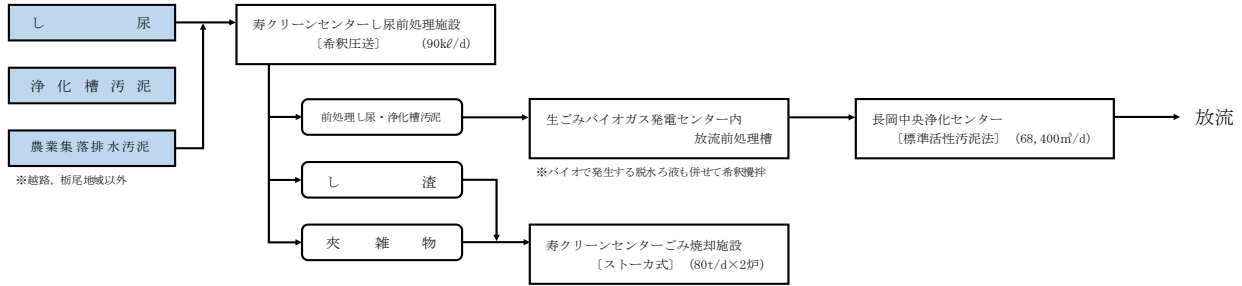 し尿
浄化槽汚泥
農業集落排水汚泥
※越路，栃尾地域以外
寿クリーンセンターし尿前処理施設
〔希釈圧送〕 (90kℓ/d)
前処理し尿・浄化槽汚泥
し渣
夾雑物
生ごみバイオガス発電センター内
放流前処理槽
※バイオで発生する脱水ろ液も併せて希釈攪拌
寿クリーンセンターごみ焼却施設
〔ストーカ式〕 (80t/d×2炉)
長岡中央浄化センター
〔標準活性汚泥法〕 (68,400㎥/d)
放流